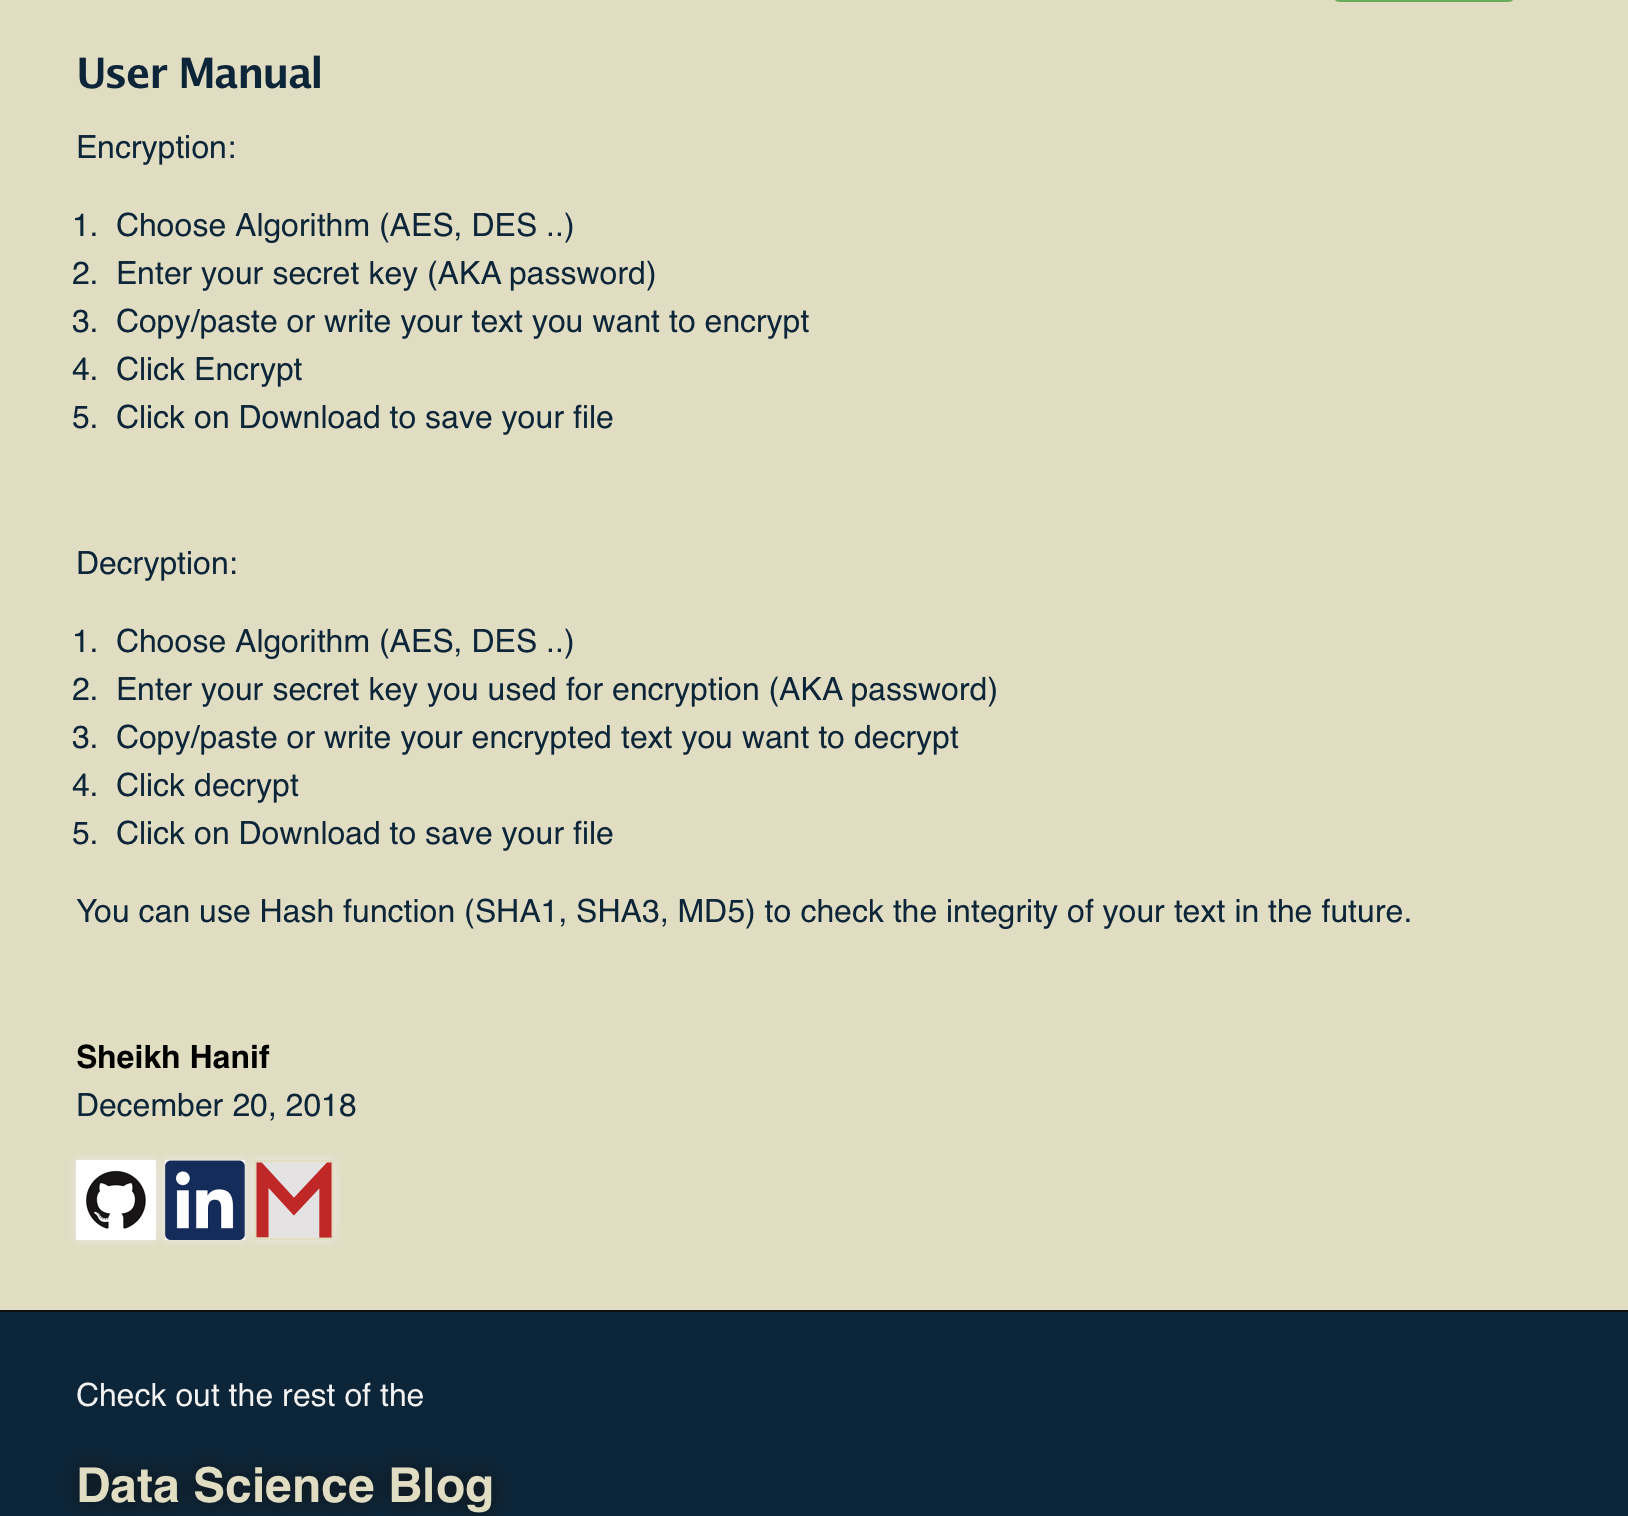 User Manual
Encryption:
1. Choose Algorithm (AES, DES ..)
2. Enter your secret key (AKA password)
3. Copy/paste or write your text you want to encrypt
4. Click Encrypt
5. Click on Download to save your file
Decryption:
1. Choose Algorithm (AES, DES ..)
2. Enter your secret key you used for encryption (AKA password)
3. Copy/paste or write your encrypted text you want to decrypt
4. Click decrypt
5. Click on Download to save your file
You can use Hash function (SHA1, SHA3, MD5) to check the integrity of your text in the future.
Sheikh Hanif
December 20, 2018
in M
Check out the rest of the
Data Science Blog